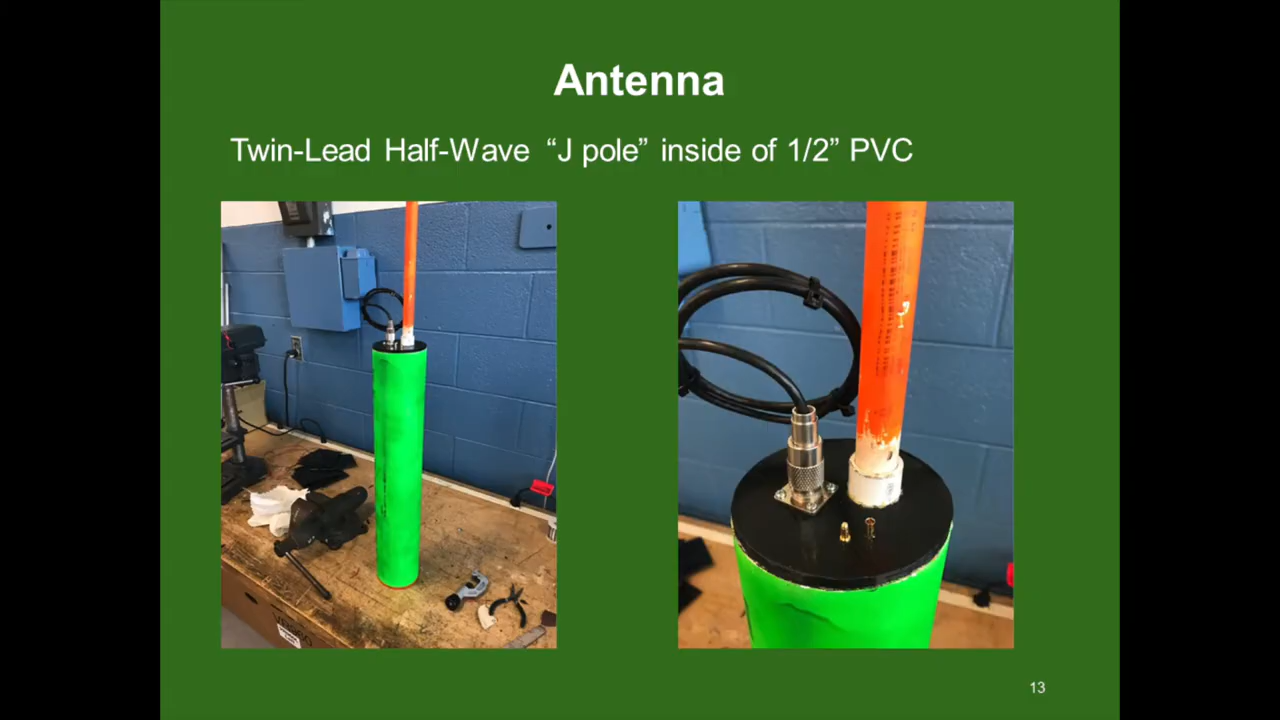 Antenna
Twin-Lead Half-Wave “J pole” inside of 1/2” PVC
13